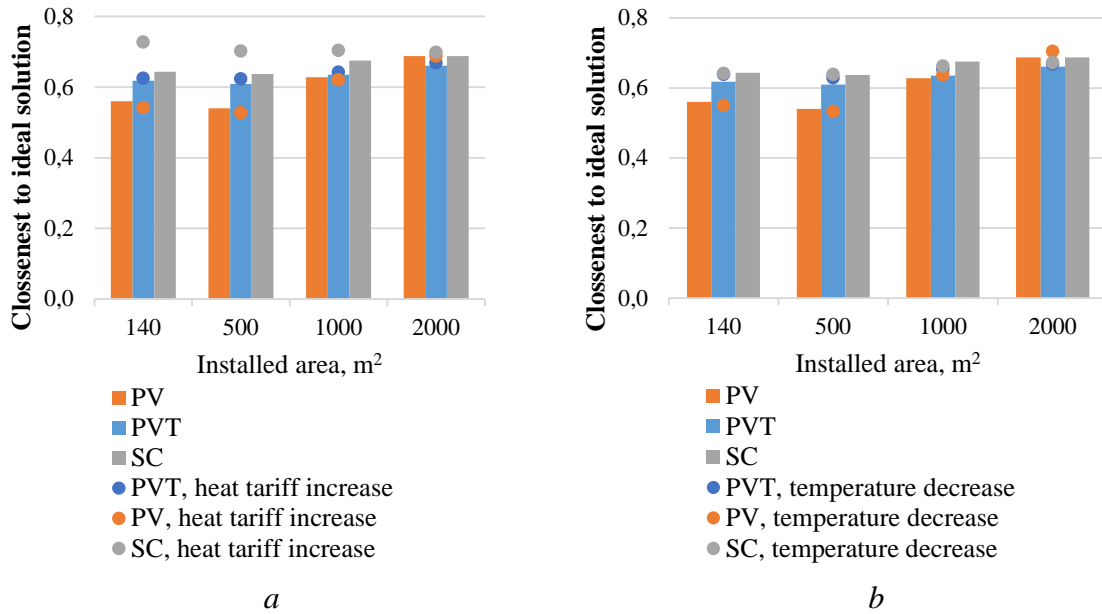 Clossenest to ideal solution
0,8
0,6
0,4
0,2
0,0
140 500 1000 2000
Installed area, m²
PV
PVT
SC
PVT, heat tariff increase
PV, heat tariff increase
SC, heat tariff increase
a
Clossenest to ideal solution
0,8
0,6
0,4
0,2
0,0
140 500 1000 2000
Installed area, m²
PV
PVT
SC
PVT, temperature decrease
PV, temperature decrease
SC, temperature decrease
b